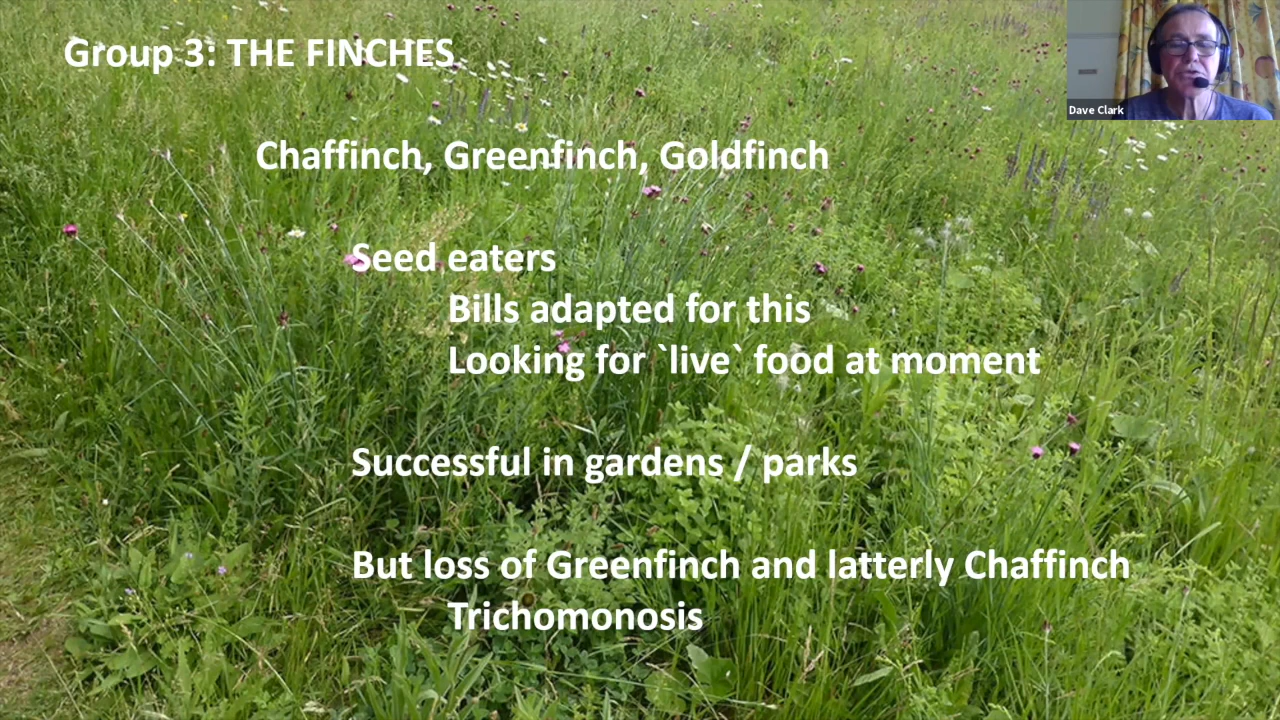 Group 3: THE FINCHES
Dave Clark
Chaffinch, Greenfinch, Goldfinch
Seed eaters
Bills adapted for this
Looking for `live` food at moment
Successful in gardens / parks
But loss of Greenfinch and latterly Chaffinch
Trichomonosis